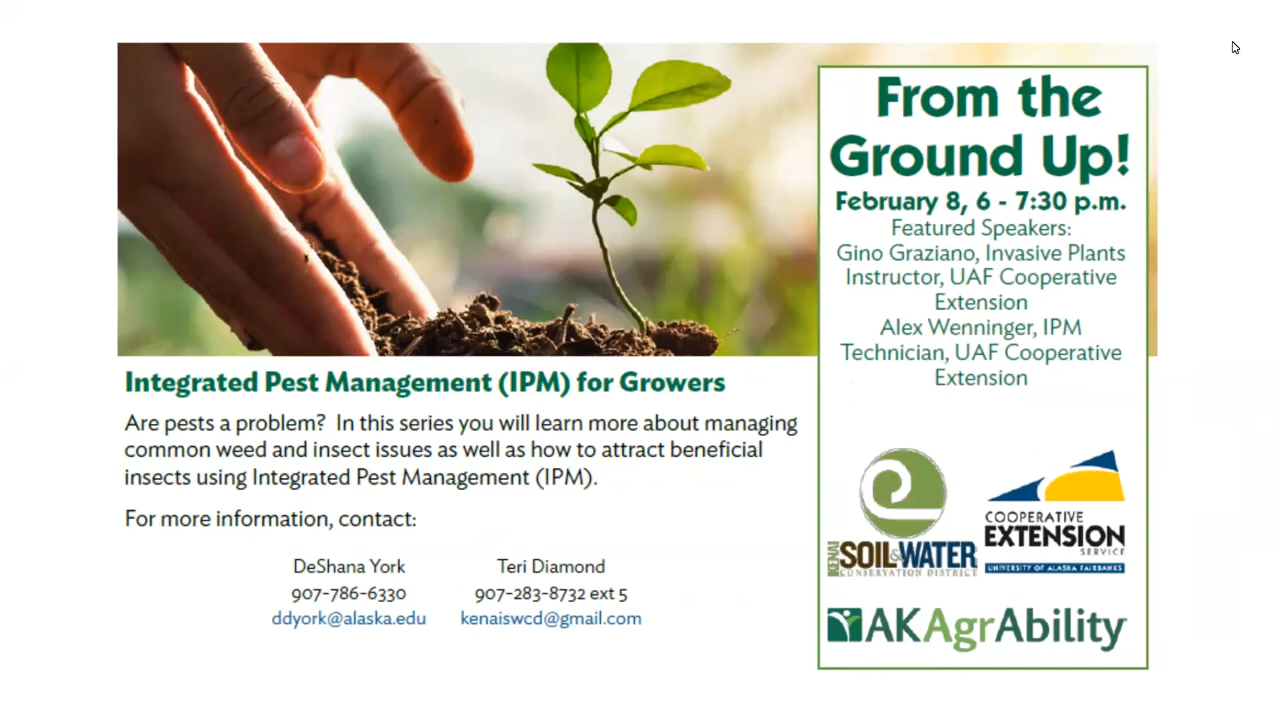 From the
Ground Up!
February 8, 6 - 7:30 p.m.
Featured Speakers:
Gino Graziano, Invasive Plants
Instructor, UAF Cooperative
Extension
Alex Wenninger, IPM
Technician, UAF Cooperative
Extension
Integrated Pest Management (IPM) for Growers
Are pests a problem? In this series you will learn more about managing
common weed and insect issues as well as how to attract beneficial
insects using Integrated Pest Management (IPM).
For more information, contact:
DeShana York
907-786-6330
ddyork@alaska.edu
Teri Diamond
907-283-8732 ext 5
kenaiswcd@gmail.com
KENAI
SOIL & WATER
CONSERVATION DISTRICT
COOPERATIVE
EXTENSION
SERVICE
UNIVERSITY OF ALASKA FAIRBANKS
AKAgrAbility